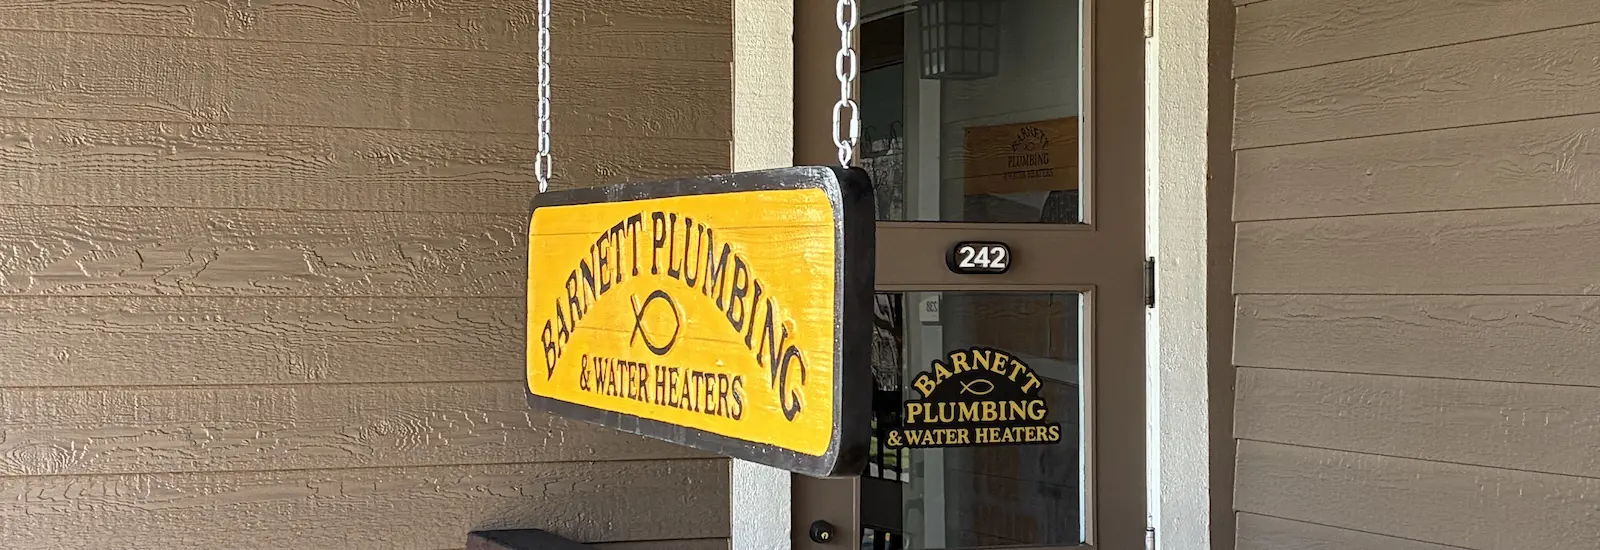 BARNETT PLUMBING
& WATER HEATERS
BARNETT
PLUMBING
& WATER HEATERS
242
BARNETT
PLUMBING
& WATER HEATERS